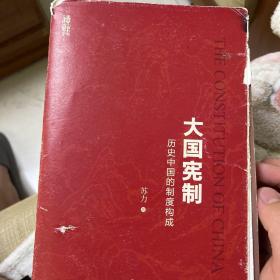 大国宪制
历史中国的制度构成
苏力 著
THE CONSTITUTION OF CHINA